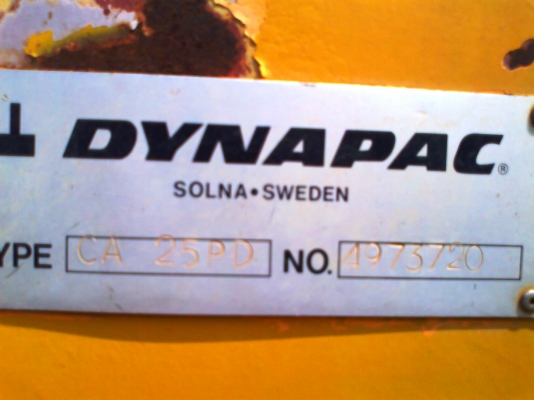 DYNAPAC®
SOLNA•SWEDEN
YPE CA 25PD NO. 4973720